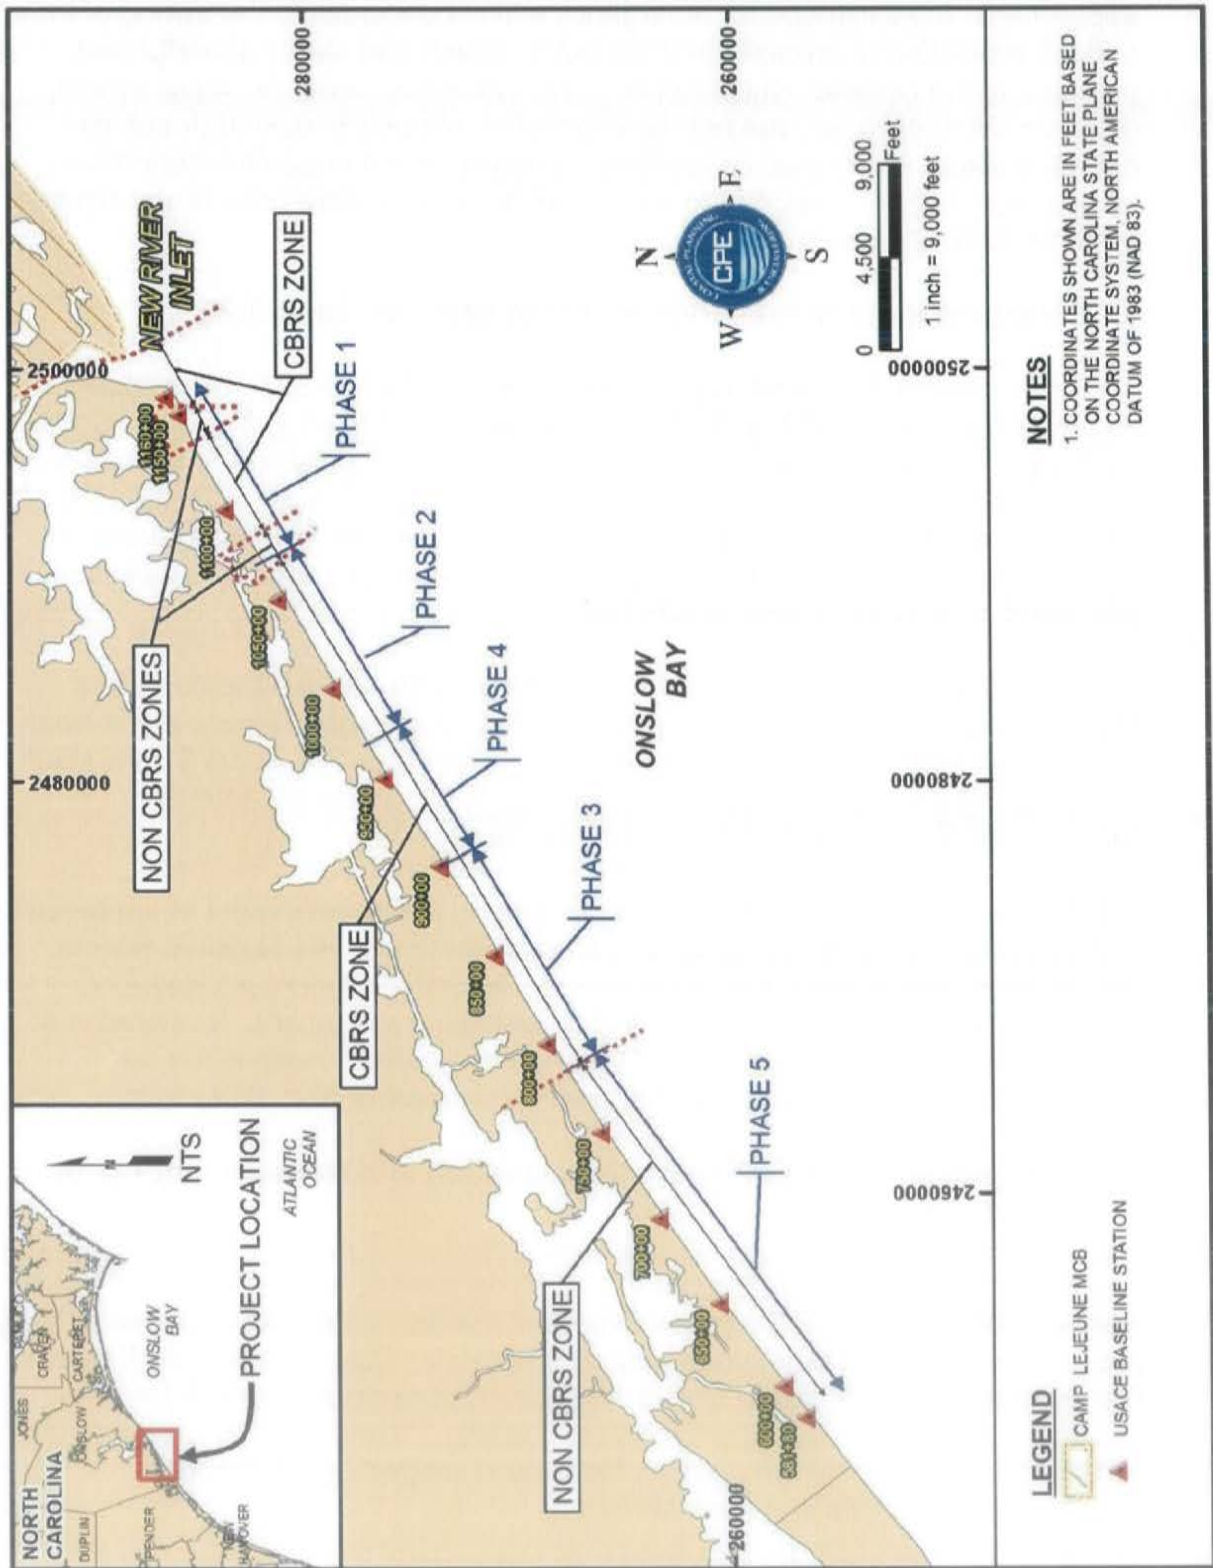 NORTH
CAROLINA
JONES
CRAVEN
DUPLIN
ONSLOW
CARTERET
PENDER
NEW
HANOVER
ONSLOW
BAY
NTS
N
PROJECT LOCATION
ATLANTIC
OCEAN
2480000
2500000
280000
260000
260000
2460000
2480000
2500000
NEW RIVER
INLET
NON CBRS ZONES
CBRS ZONE
CBRS ZONE
NON CBRS ZONE
1160+00
1150+00
1100+00
1050+00
1000+00
950+00
900+00
850+00
800+00
750+00
700+00
650+00
600+00
581+80
PHASE 1
PHASE 2
PHASE 4
PHASE 3
PHASE 5
ONSLOW
BAY
N
W
E
S
CPE
0 4,500 9,000
Feet
1 inch = 9,000 feet
LEGEND
CAMP LEJEUNE MCB
USACE BASELINE STATION
NOTES
1. COORDINATES SHOWN ARE IN FEET BASED
ON THE NORTH CAROLINA STATE PLANE
COORDINATE SYSTEM, NORTH AMERICAN
DATUM OF 1983 (NAD 83).